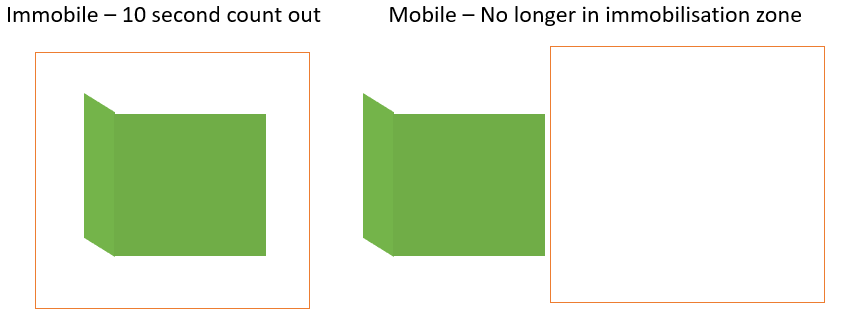 Immobile – 10 second count out
Mobile – No longer in immobilisation zone